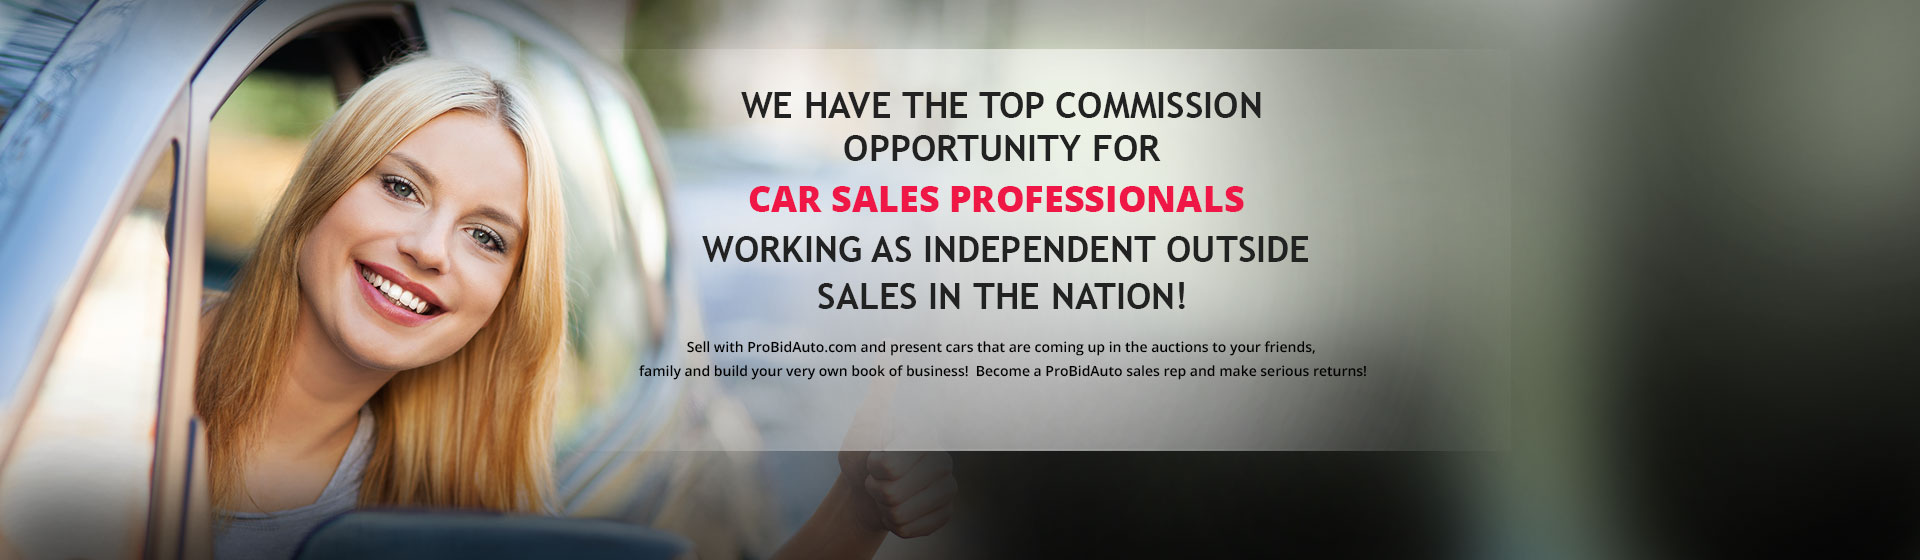 WE HAVE THE TOP COMMISSION
OPPORTUNITY FOR
CAR SALES PROFESSIONALS
WORKING AS INDEPENDENT OUTSIDE
SALES IN THE NATION!
Sell with ProBidAuto.com and present cars that are coming up in the auctions to your friends,
family and build your very own book of business!  Become a ProBidAuto sales rep and make serious returns!